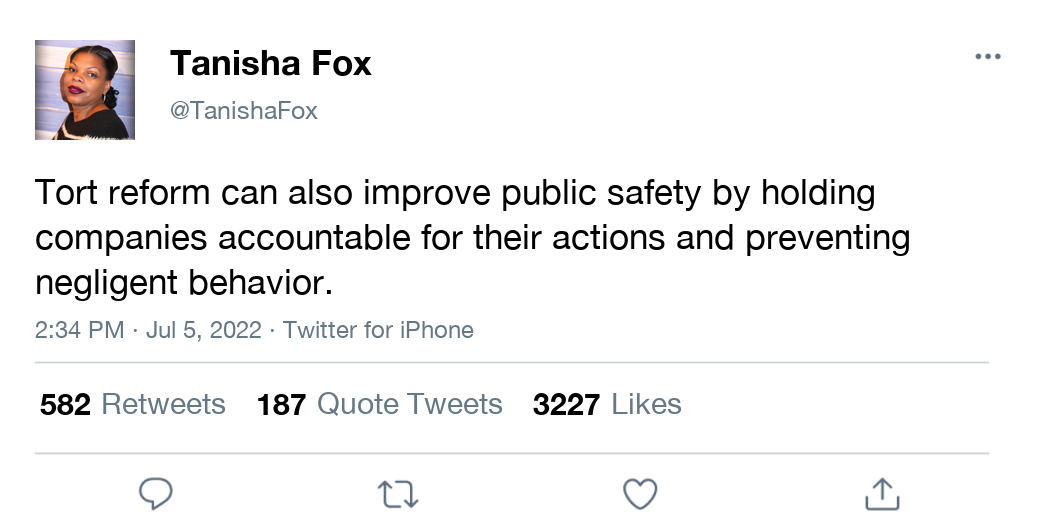 Tanisha Fox
@TanishaFox
Tort reform can also improve public safety by holding
companies accountable for their actions and preventing
negligent behavior.
2:34 PM · Jul 5, 2022 · Twitter for iPhone
582 Retweets 187 Quote Tweets 3227 Likes